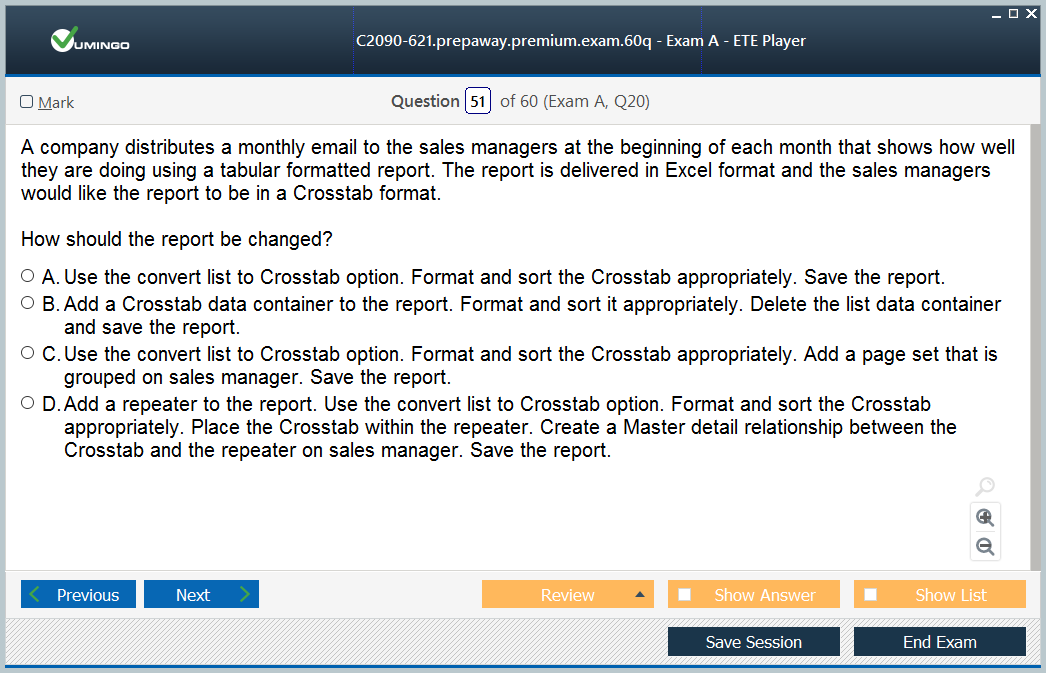 VUMINGO
C2090-621.prepaway.premium.exam.60q - Exam A - ETE Player
Mark
Question 51 of 60 (Exam A, Q20)
A company distributes a monthly email to the sales managers at the beginning of each month that shows how well
they are doing using a tabular formatted report. The report is delivered in Excel format and the sales managers
would like the report to be in a Crosstab format.
How should the report be changed?
A. Use the convert list to Crosstab option. Format and sort the Crosstab appropriately. Save the report.
B. Add a Crosstab data container to the report. Format and sort it appropriately. Delete the list data container
and save the report.
C. Use the convert list to Crosstab option. Format and sort the Crosstab appropriately. Add a page set that is
grouped on sales manager. Save the report.
D. Add a repeater to the report. Use the convert list to Crosstab option. Format and sort the Crosstab
appropriately. Place the Crosstab within the repeater. Create a Master detail relationship between the
Crosstab and the repeater on sales manager. Save the report.
Previous Next Review Show Answer Show List
Save Session End Exam